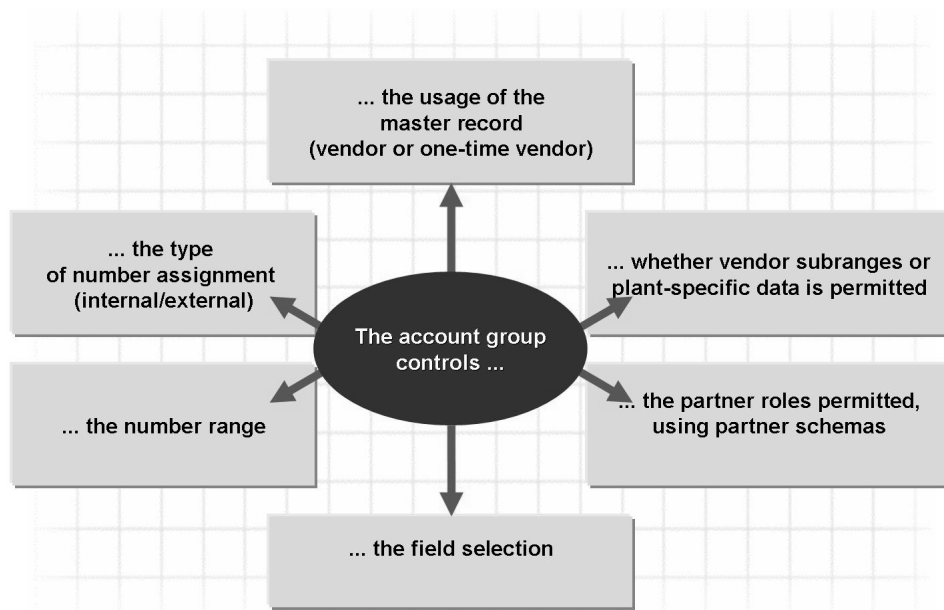 ... the usage of the
master record
(vendor or one-time vendor)
... the type
of number assignment
(internal/external)
... whether vendor subranges or
plant-specific data is permitted
The account group
controls ...
... the number range
... the partner roles permitted,
using partner schemas
... the field selection